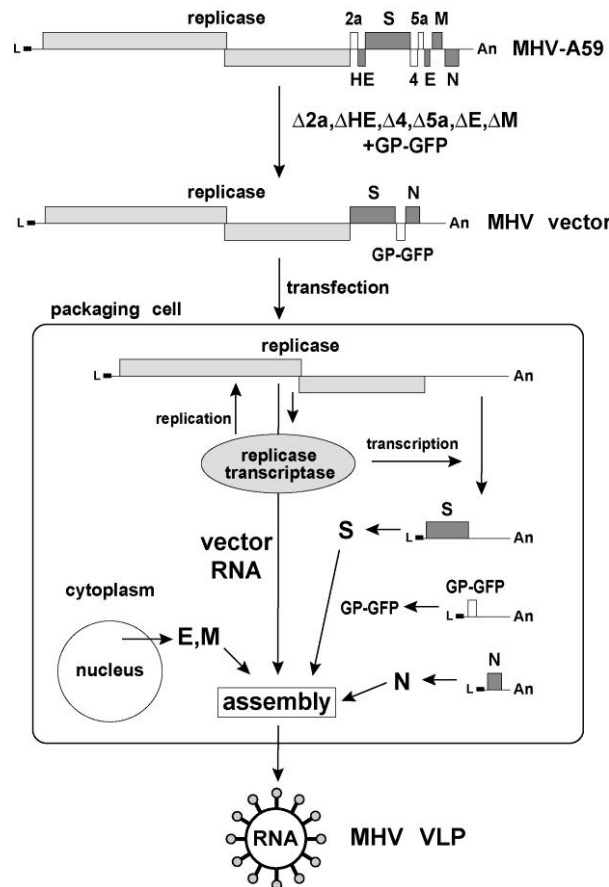 replicase
2a S 5a M
L An MHV-A59
HE 4 E N
Δ2a,ΔHE,Δ4,Δ5a,ΔE,ΔM
+GP-GFP
replicase
S N
L An MHV vector
GP-GFP
transfection
packaging cell
replicase
L An
replication
transcription
replicase
transcriptase
S
S
L An
vector
RNA
cytoplasm
GP-GFP
GP-GFP
L An
E,M
nucleus
N
N
L An
assembly
RNA MHV VLP